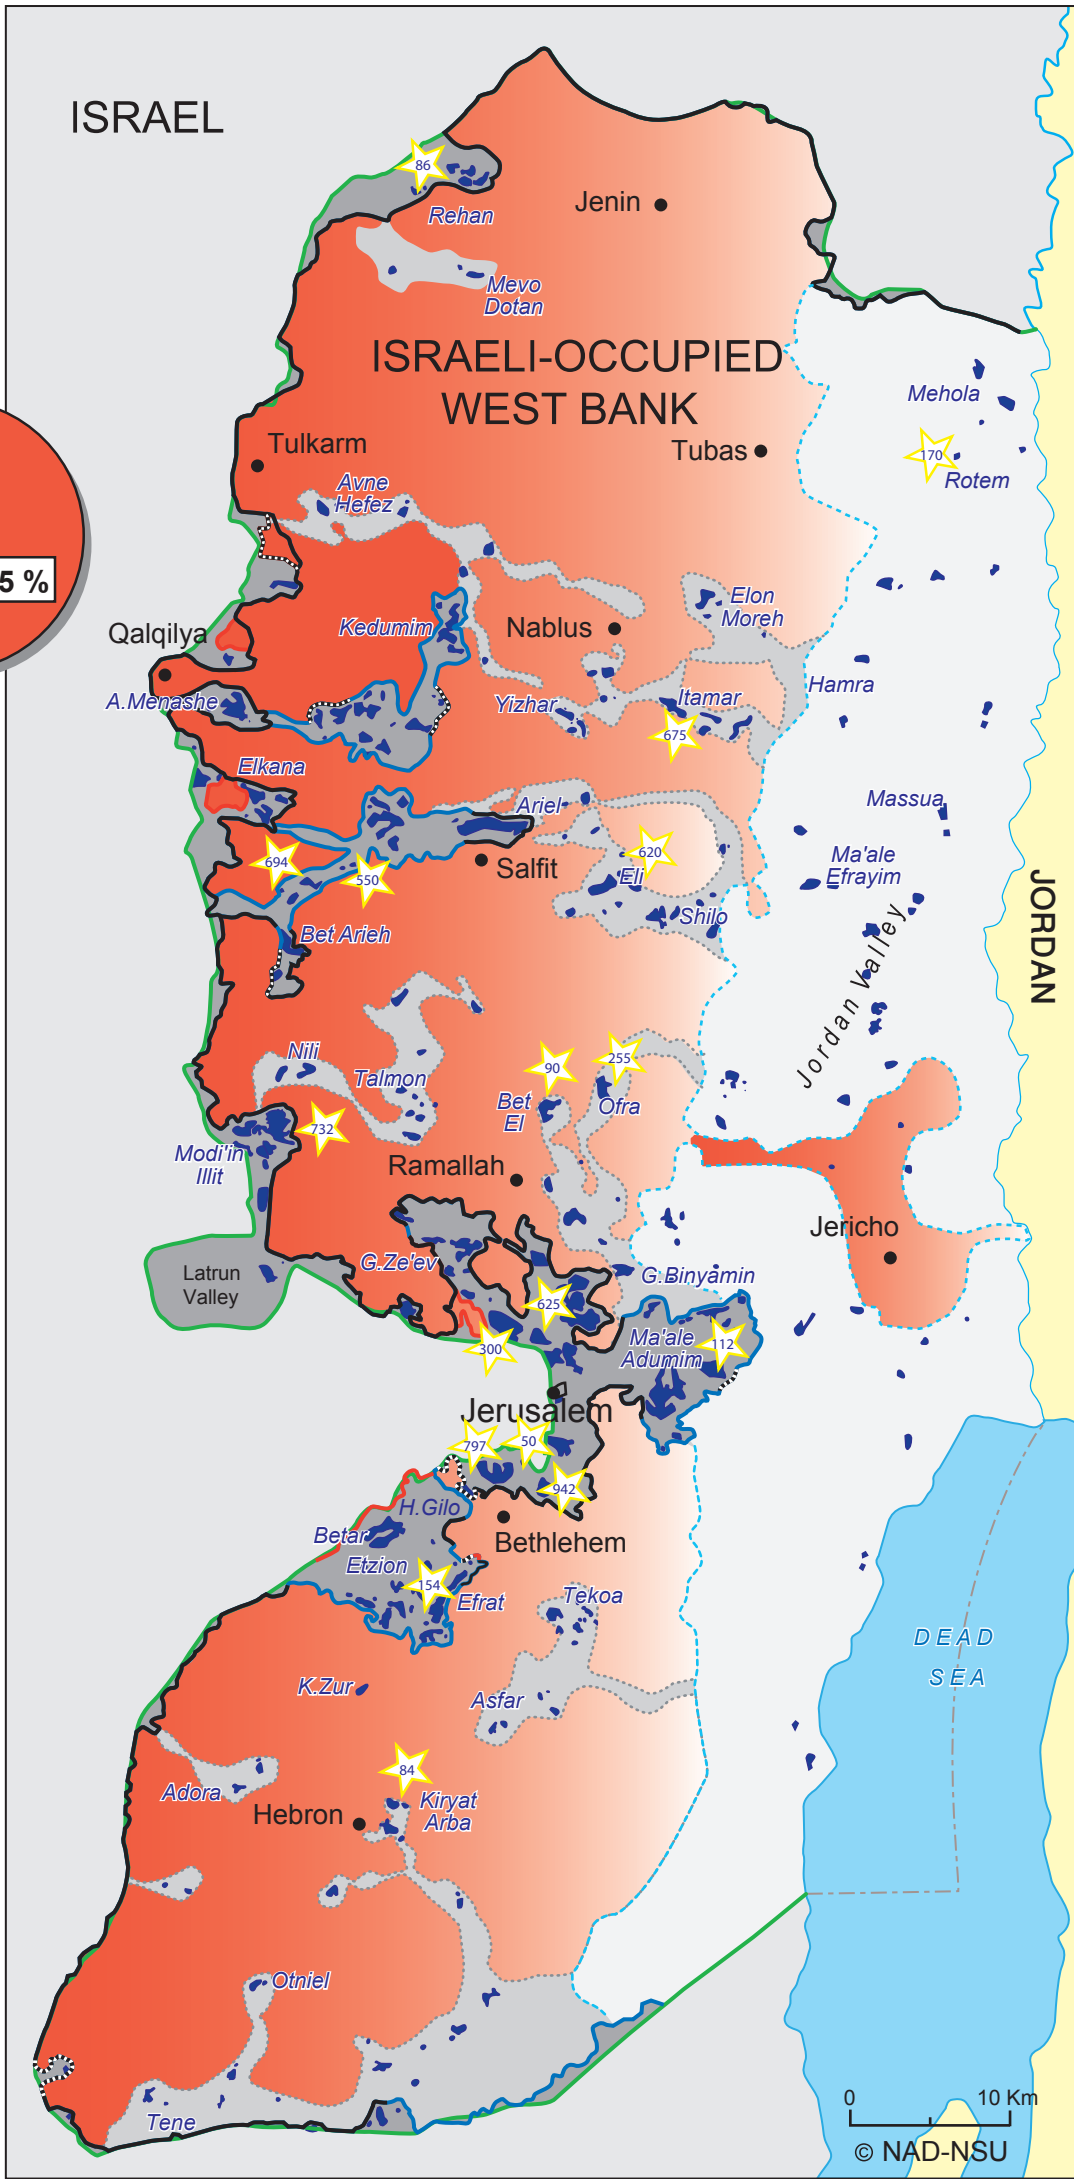 ISRAEL
86
Rehan
Jenin
Mevo
Dotan
ISRAELI-OCCUPIED
WEST BANK
Mehola
Tulkarm
Tubas
170
Rotem
Avne
Hefez
5 %
Elon
Moreh
Qalqilya
Kedumim
Nablus
A.Menashe
Yizhar
Itamar
Hamra
675
Elkana
Ariel
Massua
694
550
Salfit
620
Eli
Ma'ale
Efrayim
JORDAN
Shilo
Bet Arieh
Jordan Valley
Nili
Talmon
90
255
Bet
El
Ofra
732
Modi'in
Illit
Ramallah
Jericho
G.Ze'ev
Latrun
Valley
G.Binyamin
625
300
Ma'ale
Adumim
112
Jerusalem
797
50
942
H.Gilo
Betar
Bethlehem
Etzion
154
Efrat
Tekoa
DEAD
SEA
K.Zur
Asfar
84
Adora
Kiryat
Arba
Hebron
Otniel
Tene
0
10 Km
© NAD-NSU